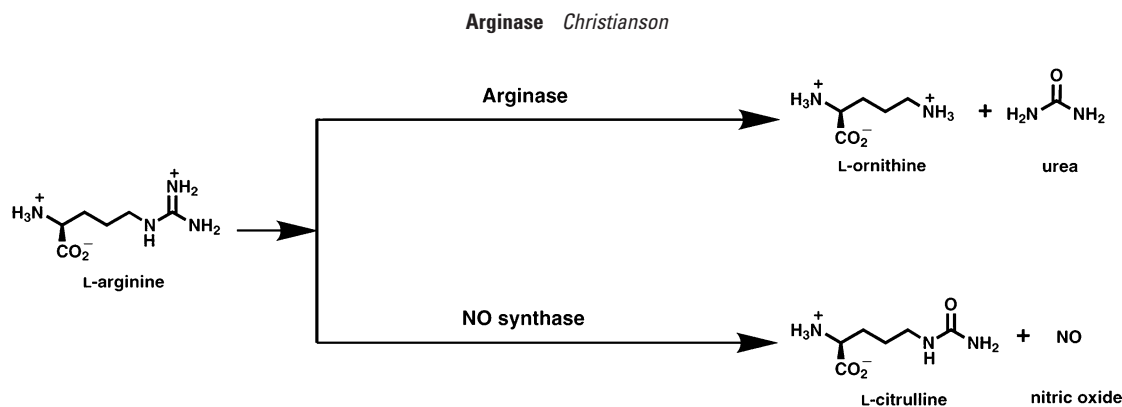 Arginase Christianson
Arginase
H₃N⁺ CO₂⁻ NH₃⁺ + H₂N O NH₂
L-ornithine urea
H₃N⁺ CO₂⁻ N H NH₂⁺ NH₂
L-arginine
NO synthase
H₃N⁺ CO₂⁻ N H O NH₂ + NO
L-citrulline nitric oxide